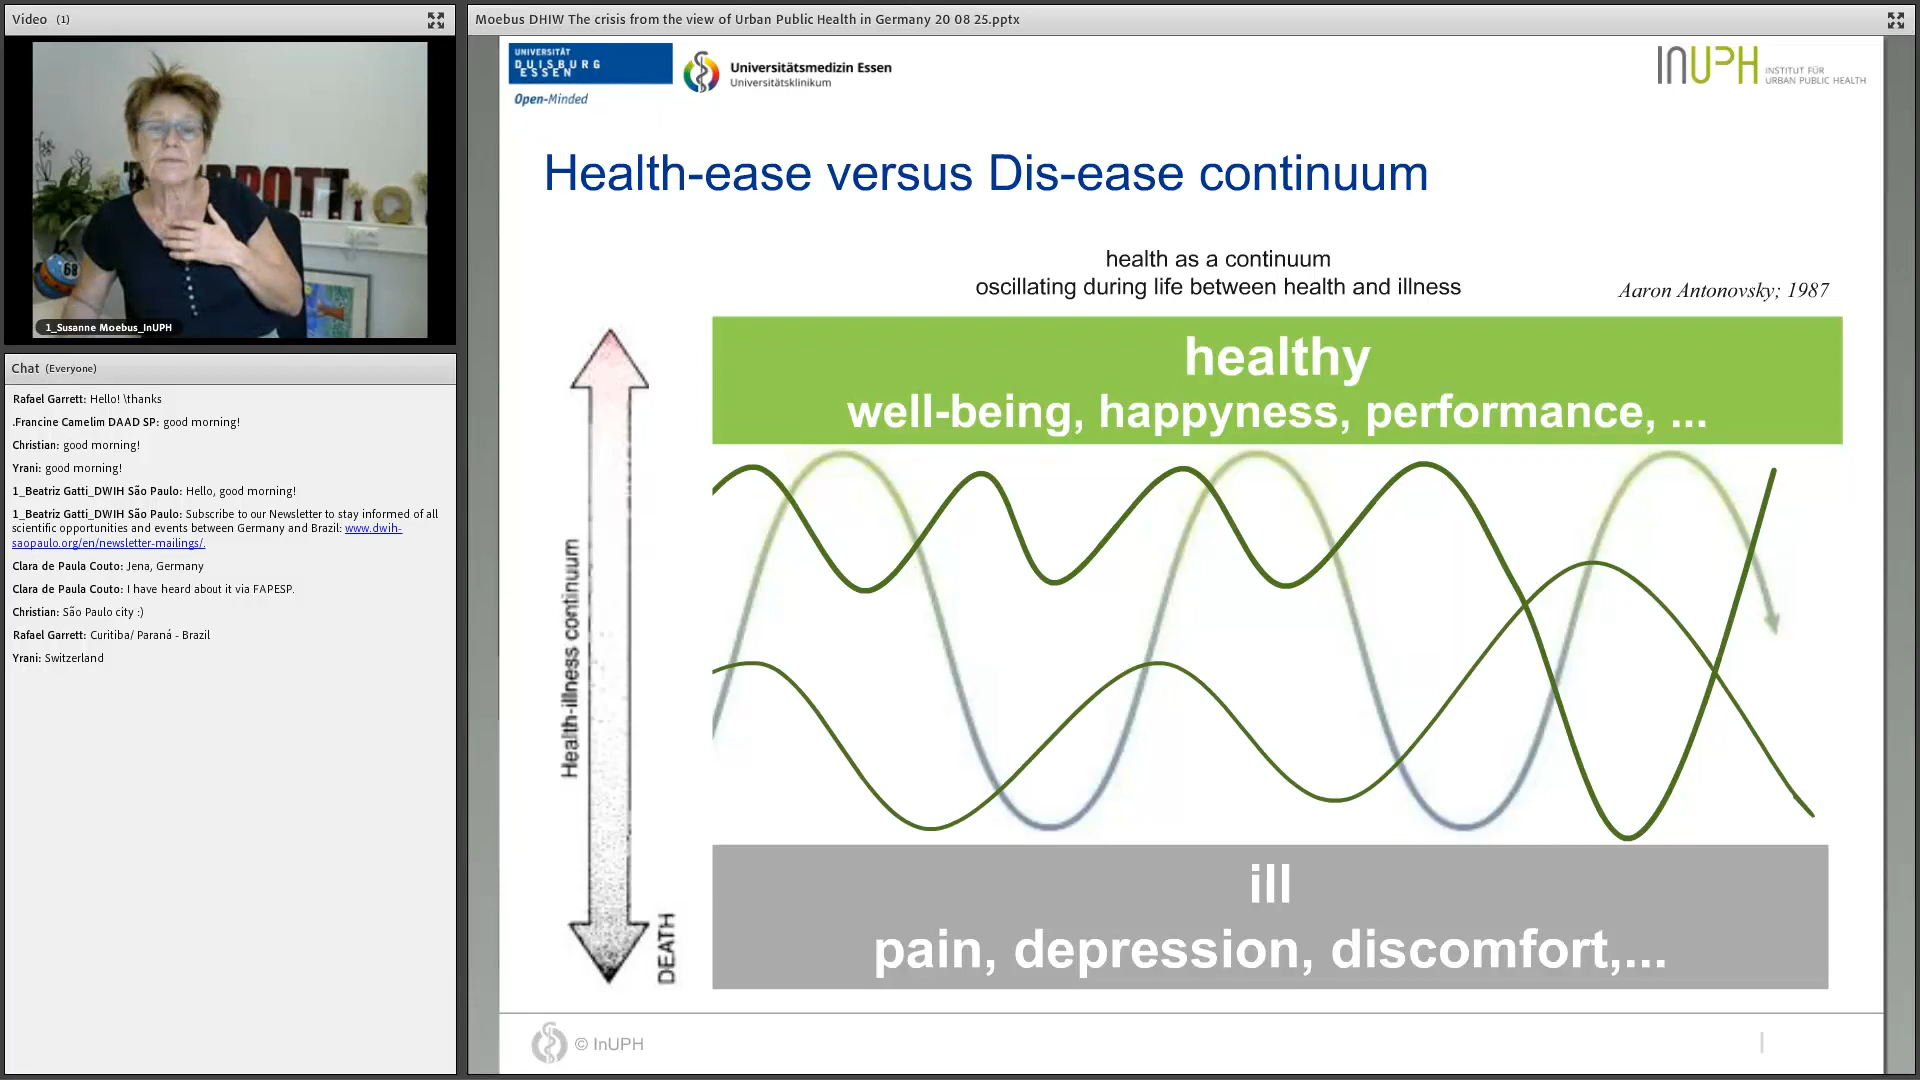 Video (1)
1_Susanne Moebus_InUPH
68
Chat (Everyone)
Rafael Garrett: Hello! \thanks
.Francine Camelim DAAD SP: good morning!
Christian: good morning!
Yrani: good morning!
1_Beatriz Gatti_DWIH São Paulo: Hello, good morning!
1_Beatriz Gatti_DWIH São Paulo: Subscribe to our Newsletter to stay informed of all
scientific opportunities and events between Germany and Brazil: www.dwih-
saopaulo.org/en/newsletter-mailings/.
Clara de Paula Couto: Jena, Germany
Clara de Paula Couto: I have heard about it via FAPESP.
Christian: São Paulo city :)
Rafael Garrett: Curitiba/ Paraná - Brazil
Yrani: Switzerland
Moebus DHIW The crisis from the view of Urban Public Health in Germany 20 08 25.pptx
UNIVERSITÄT
DUISBURG
ESSEN
Open-Minded
Universitätsmedizin Essen
Universitätsklinikum
INUPH
INSTITUT FÜR
URBAN PUBLIC HEALTH
Health-ease versus Dis-ease continuum
health as a continuum
oscillating during life between health and illness
Aaron Antonovsky; 1987
healthy
well-being, happyness, performance, ...
Health-illness continuum
DEATH
ill
pain, depression, discomfort,...
© InUPH